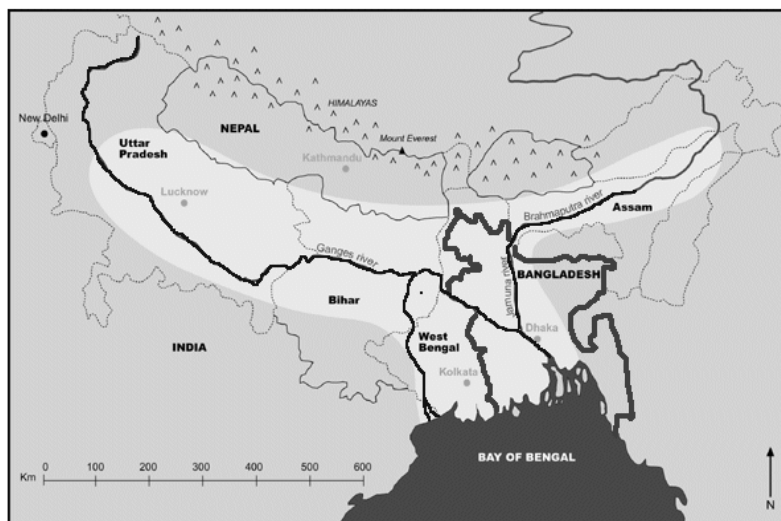 HIMALAYAS
New Delhi
NEPAL
Mount Everest
Uttar
Pradesh
Kathmandu
Lucknow
Brahmaputra river
Assam
Ganges river
Jamuna river
BANGLADESH
Bihar
West
Bengal
Dhaka
INDIA
Kolkata
BAY OF BENGAL
0 100 200 300 400 500 600
Km
N